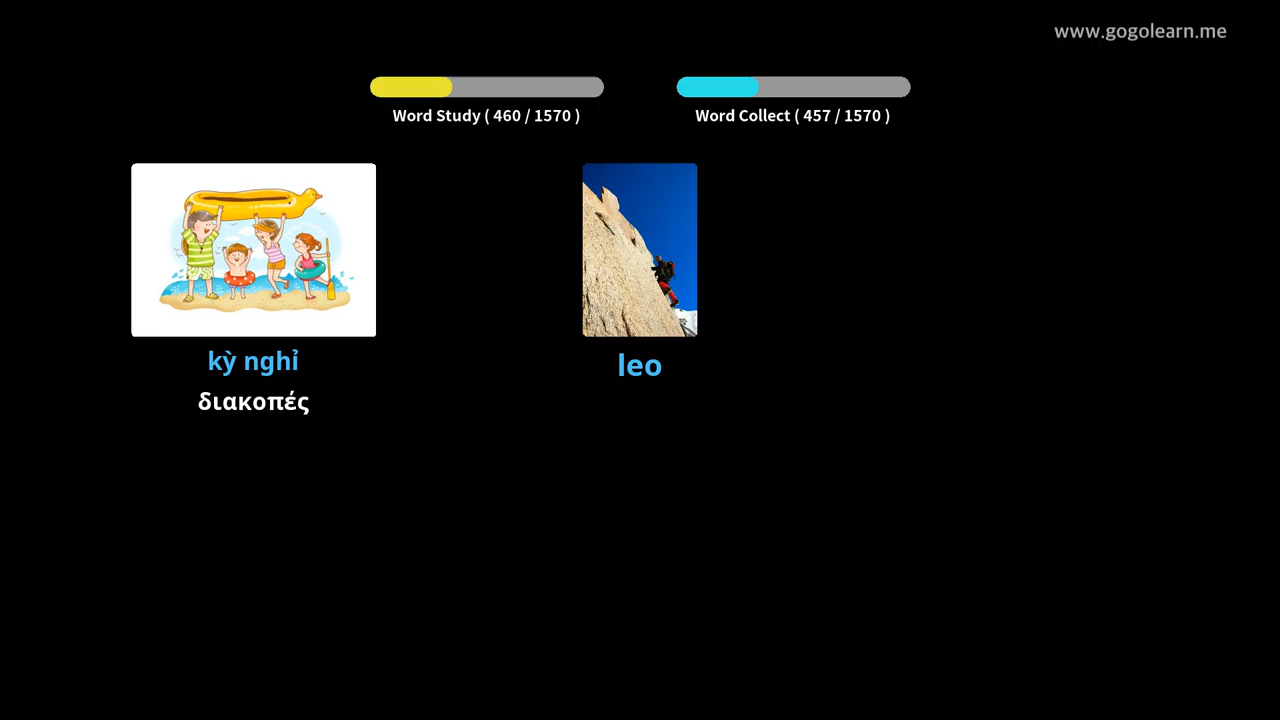 www.gogolearn.me
Word Study ( 460 / 1570 )
Word Collect ( 457 / 1570 )
kỳ nghỉ
διακοπές
leo